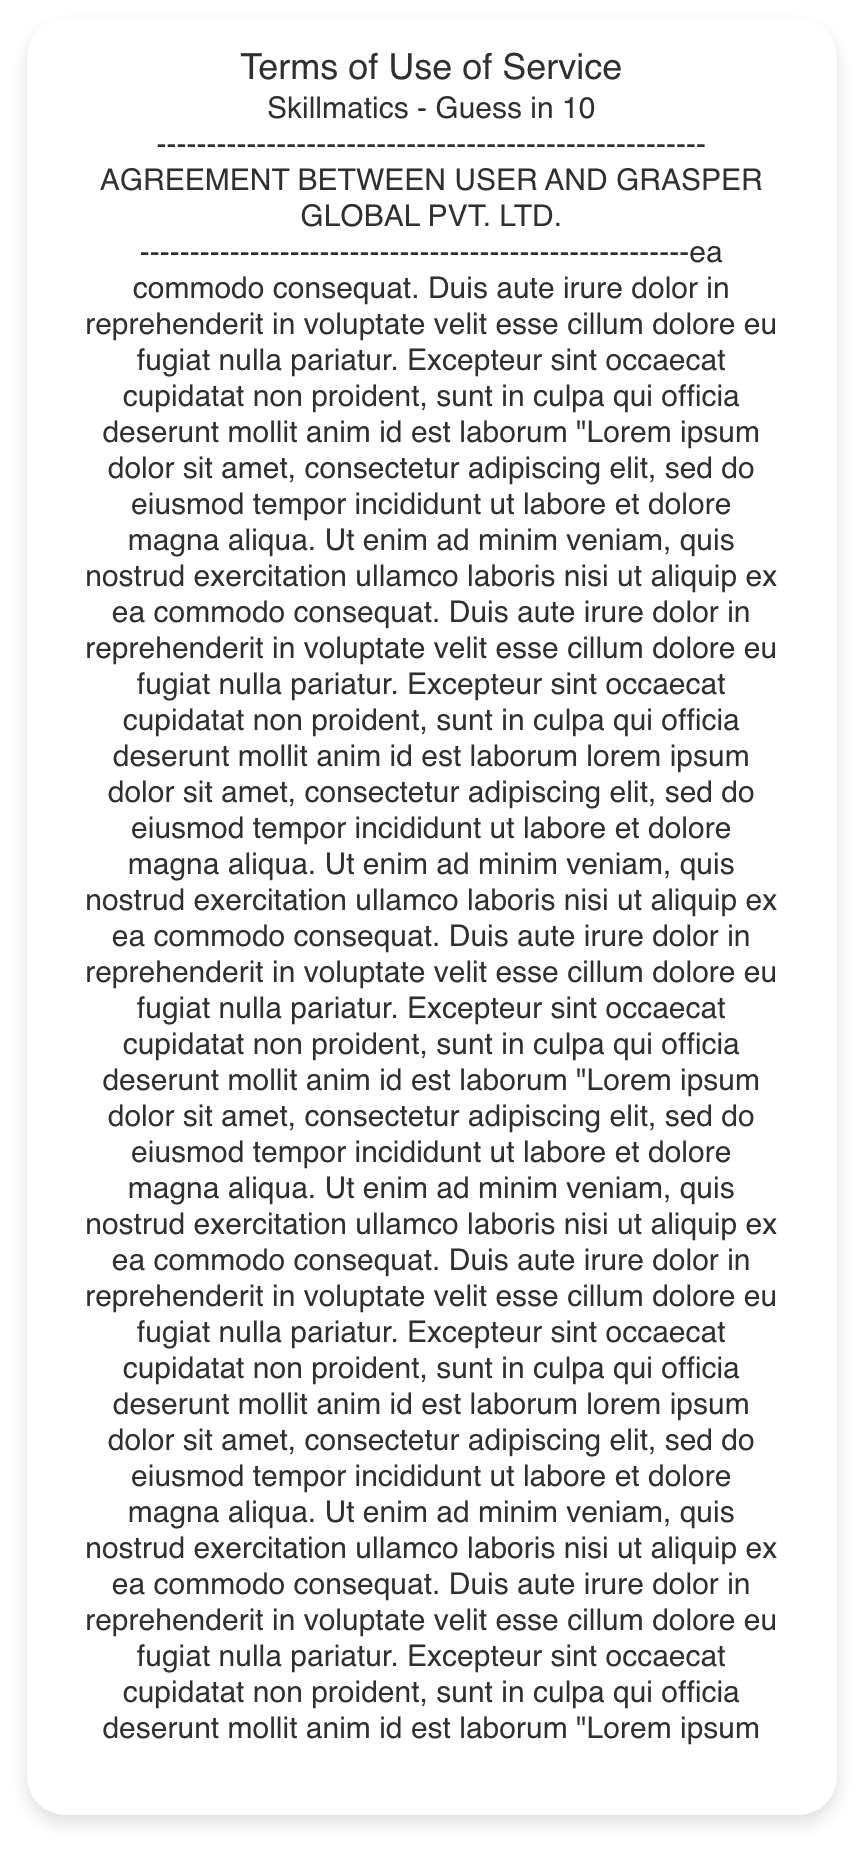 Terms of Use of Service
Skillmatics - Guess in 10
-------------------------------------------------------
AGREEMENT BETWEEN USER AND GRASPER
GLOBAL PVT. LTD.
-------------------------------------------------------ea
commodo consequat. Duis aute irure dolor in
reprehenderit in voluptate velit esse cillum dolore eu
fugiat nulla pariatur. Excepteur sint occaecat
cupidatat non proident, sunt in culpa qui officia
deserunt mollit anim id est laborum "Lorem ipsum
dolor sit amet, consectetur adipiscing elit, sed do
eiusmod tempor incididunt ut labore et dolore
magna aliqua. Ut enim ad minim veniam, quis
nostrud exercitation ullamco laboris nisi ut aliquip ex
ea commodo consequat. Duis aute irure dolor in
reprehenderit in voluptate velit esse cillum dolore eu
fugiat nulla pariatur. Excepteur sint occaecat
cupidatat non proident, sunt in culpa qui officia
deserunt mollit anim id est laborum lorem ipsum
dolor sit amet, consectetur adipiscing elit, sed do
eiusmod tempor incididunt ut labore et dolore
magna aliqua. Ut enim ad minim veniam, quis
nostrud exercitation ullamco laboris nisi ut aliquip ex
ea commodo consequat. Duis aute irure dolor in
reprehenderit in voluptate velit esse cillum dolore eu
fugiat nulla pariatur. Excepteur sint occaecat
cupidatat non proident, sunt in culpa qui officia
deserunt mollit anim id est laborum "Lorem ipsum
dolor sit amet, consectetur adipiscing elit, sed do
eiusmod tempor incididunt ut labore et dolore
magna aliqua. Ut enim ad minim veniam, quis
nostrud exercitation ullamco laboris nisi ut aliquip ex
ea commodo consequat. Duis aute irure dolor in
reprehenderit in voluptate velit esse cillum dolore eu
fugiat nulla pariatur. Excepteur sint occaecat
cupidatat non proident, sunt in culpa qui officia
deserunt mollit anim id est laborum lorem ipsum
dolor sit amet, consectetur adipiscing elit, sed do
eiusmod tempor incididunt ut labore et dolore
magna aliqua. Ut enim ad minim veniam, quis
nostrud exercitation ullamco laboris nisi ut aliquip ex
ea commodo consequat. Duis aute irure dolor in
reprehenderit in voluptate velit esse cillum dolore eu
fugiat nulla pariatur. Excepteur sint occaecat
cupidatat non proident, sunt in culpa qui officia
deserunt mollit anim id est laborum "Lorem ipsum